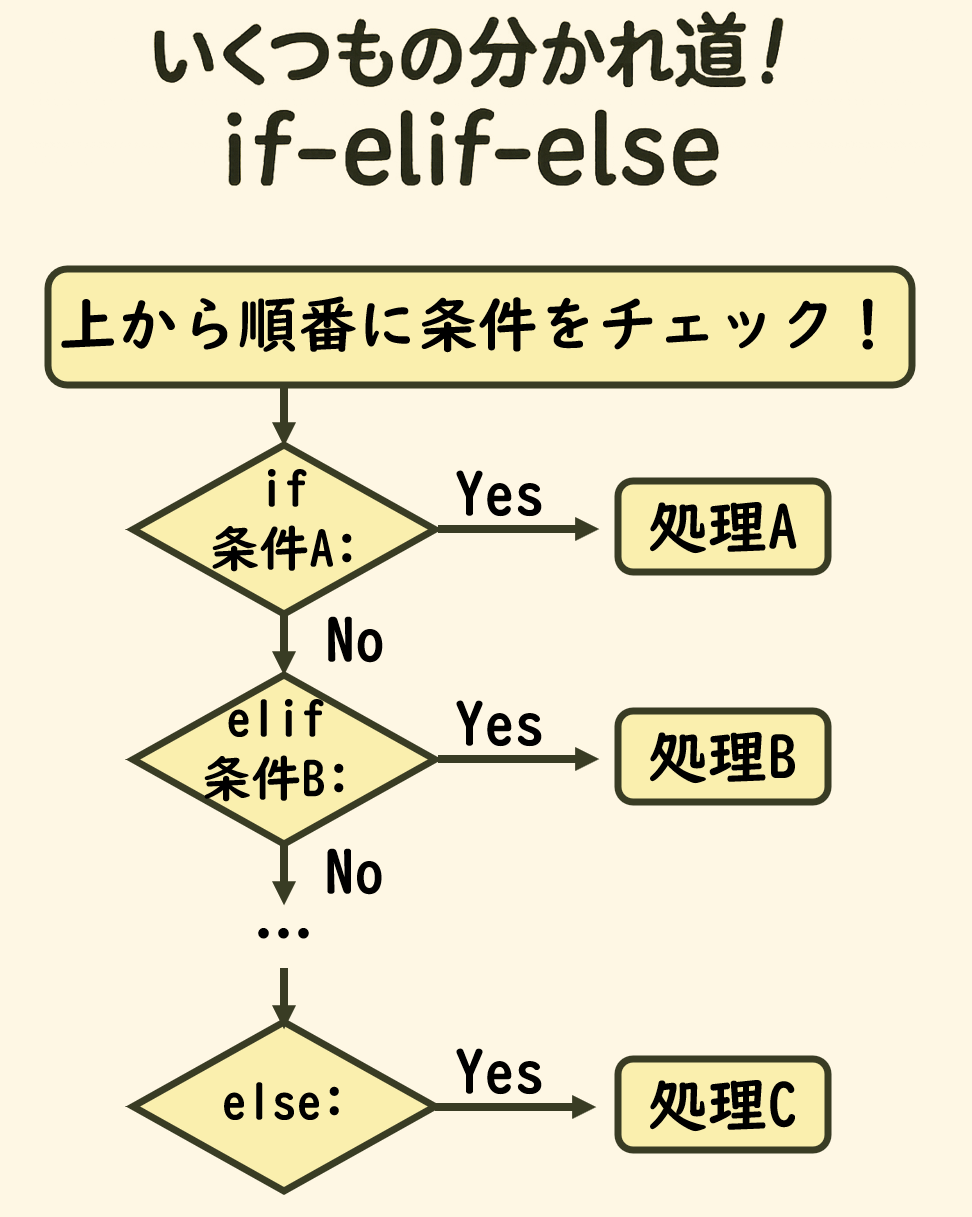 いくつもの分かれ道!
if-elif-else
上から順番に条件をチェック！
if
条件A:
Yes
処理A
No
elif
条件B:
Yes
処理B
No
...
else:
Yes
処理C